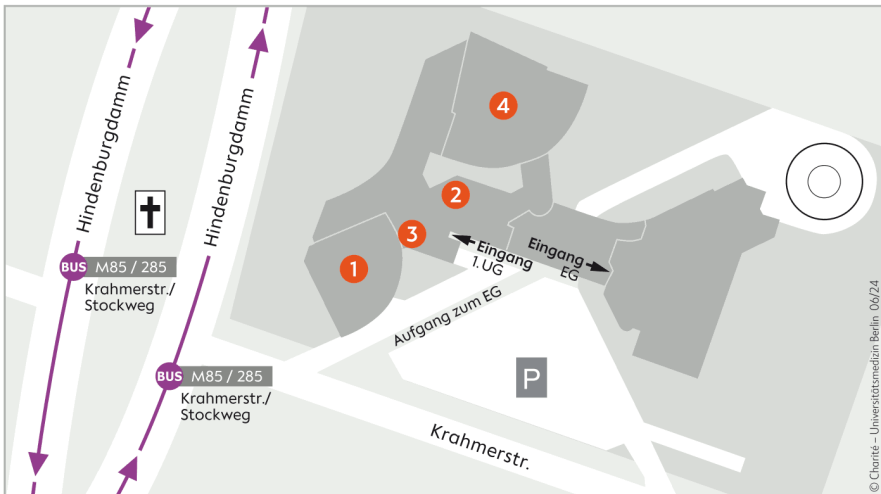 Hindenburgdamm
Hindenburgdamm
4
2
3
1
Eingang
1. UG
Eingang
EG
BUS M85 / 285
Krahmerstr./
Stockweg
Aufgang zum EG
BUS M85 / 285
Krahmerstr./
Stockweg
P
Krahmerstr.
© Charité – Universitätsmedizin Berlin 06/24